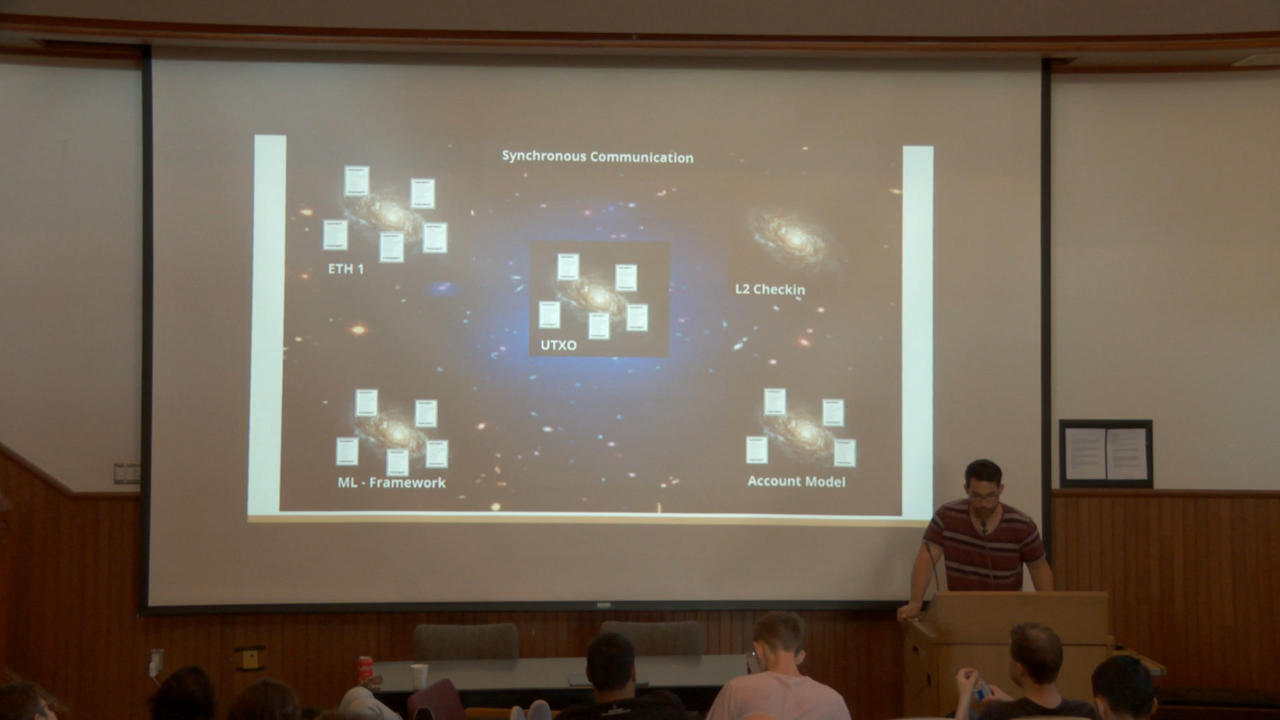 Synchronous Communication
ETH 1
L2 Checkin
UTXO
ML - Framework
Account Model